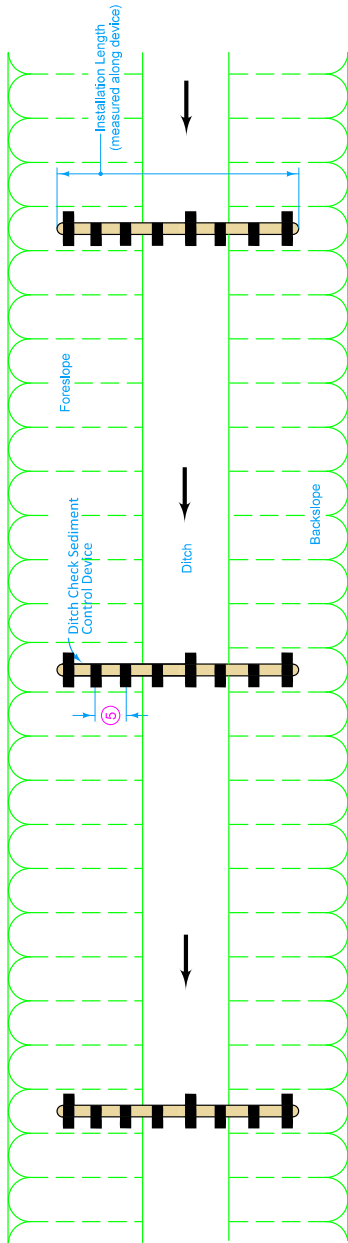 Installation Length
(measured along device)
Foreslope
Ditch Check Sediment
Control Device
5
Ditch
Backslope